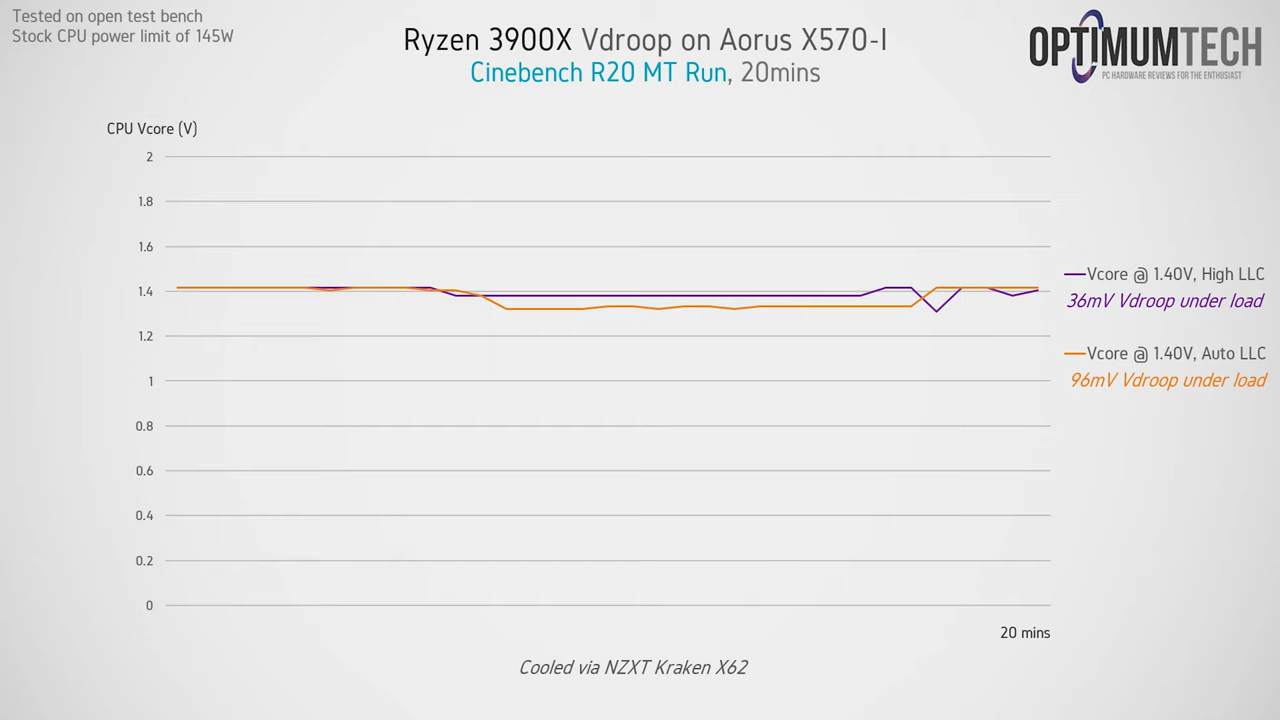 Tested on open test bench
Stock CPU power limit of 145W
Ryzen 3900X Vdroop on Aorus X570-I
Cinebench R20 MT Run, 20mins
OPTIMUMTECH
PC HARDWARE REVIEWS FOR THE ENTHUSIAST
CPU Vcore (V)
2
1.8
1.6
1.4
1.2
1
0.8
0.6
0.4
0.2
0
Vcore @ 1.40V, High LLC
36mV Vdroop under load
Vcore @ 1.40V, Auto LLC
96mV Vdroop under load
20 mins
Cooled via NZXT Kraken X62